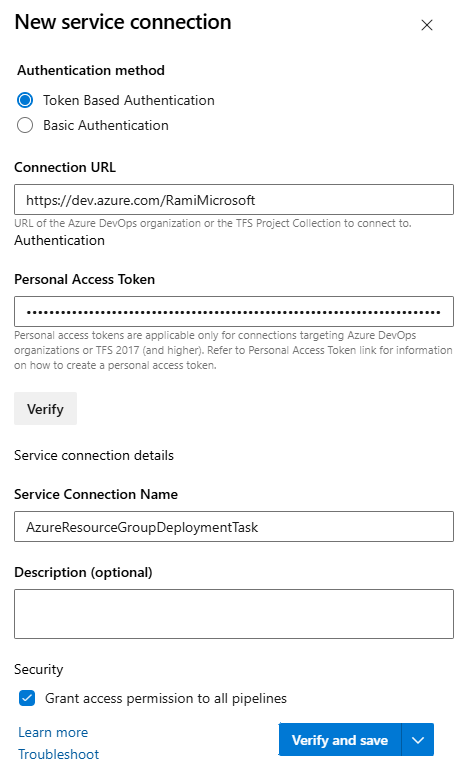 New service connection
Authentication method
Token Based Authentication
Basic Authentication
Connection URL
https://dev.azure.com/RamiMicrosoft
URL of the Azure DevOps organization or the TFS Project Collection to connect to.
Authentication
Personal Access Token
Personal access tokens are applicable only for connections targeting Azure DevOps
organizations or TFS 2017 (and higher). Refer to Personal Access Token link for information
on how to create a personal access token.
Verify
Service connection details
Service Connection Name
AzureResourceGroupDeploymentTask
Description (optional)
Security
Grant access permission to all pipelines
Learn more
Troubleshoot
Verify and save